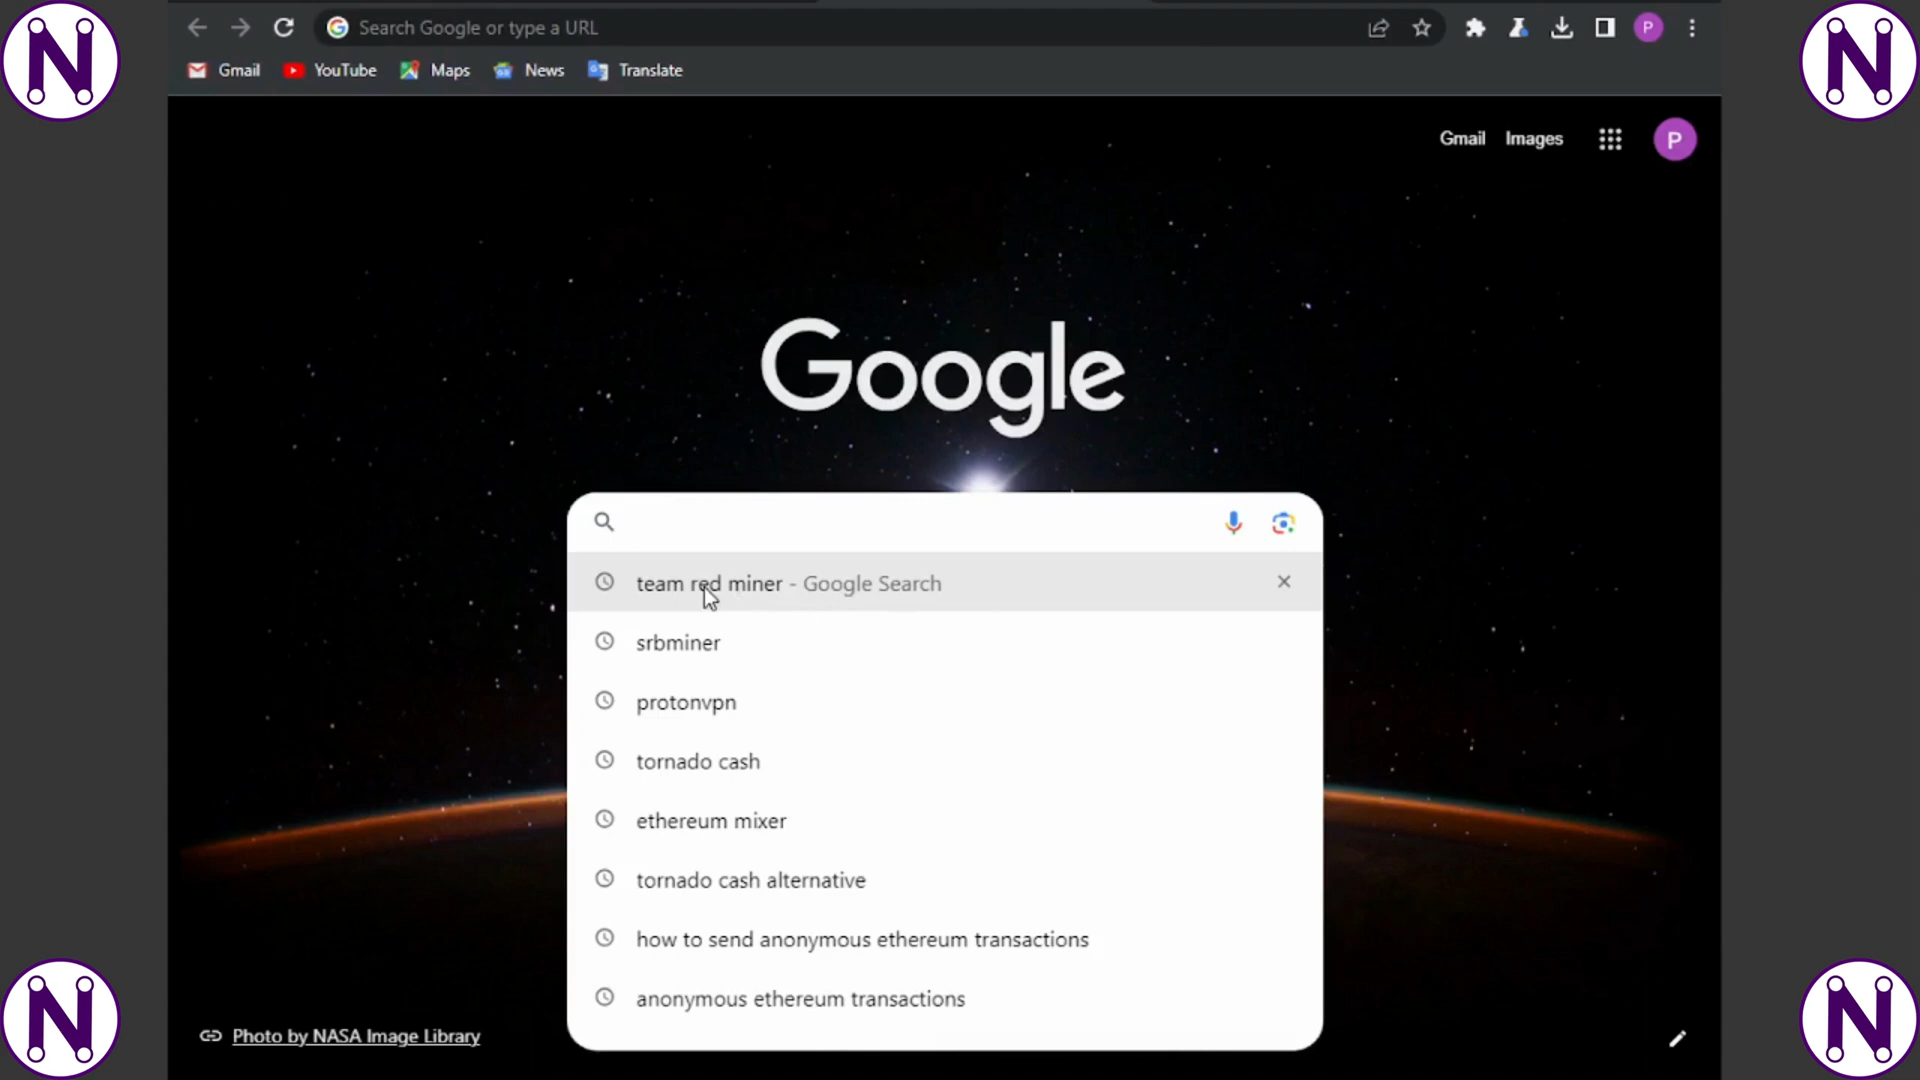 Search Google or type a URL
P
Gmail YouTube Maps News Translate
Gmail Images P
Google
team red miner - Google Search
srbminer
protonvpn
tornado cash
ethereum mixer
tornado cash alternative
how to send anonymous ethereum transactions
anonymous ethereum transactions
Photo by NASA Image Library
N
N
N
N